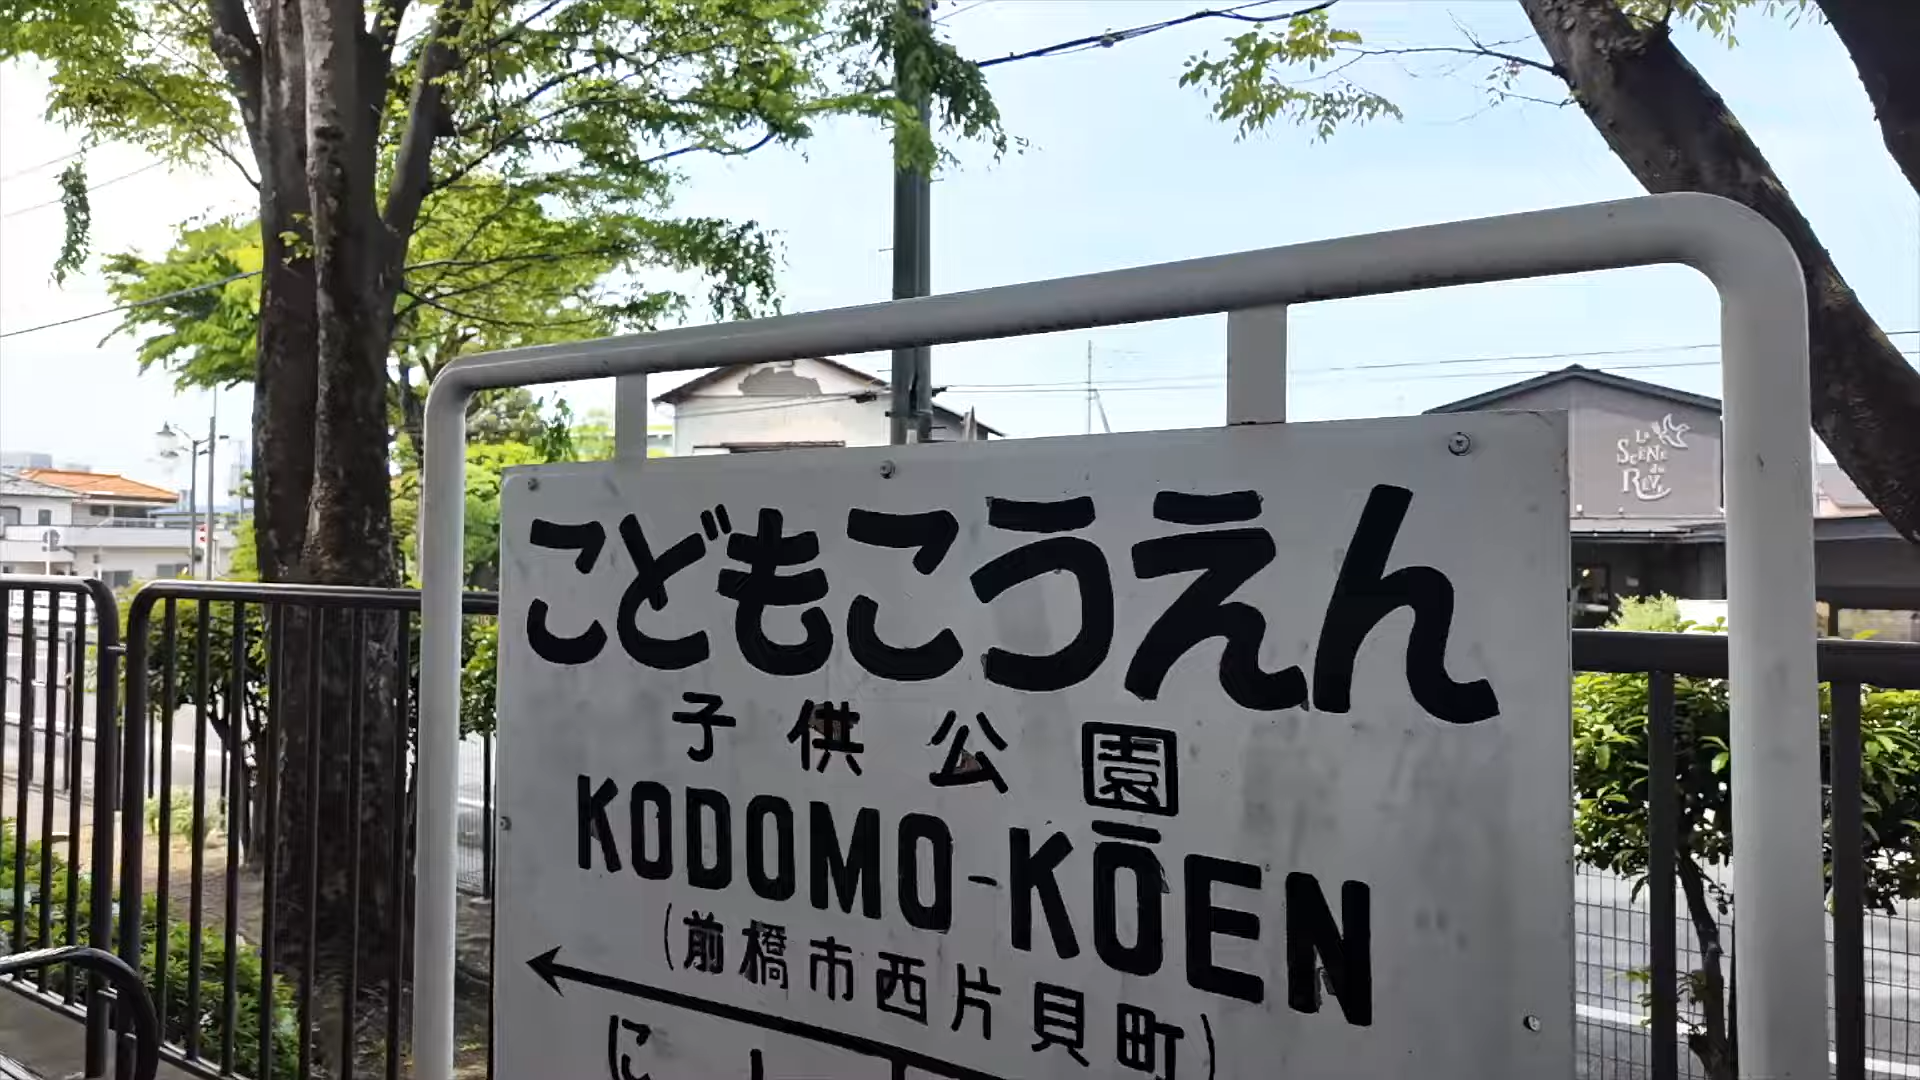 こどもこうえん
子供公園
KODOMO-KŌEN
(前橋市西片貝町)
に
La
SCÈNE
du
RÊVE